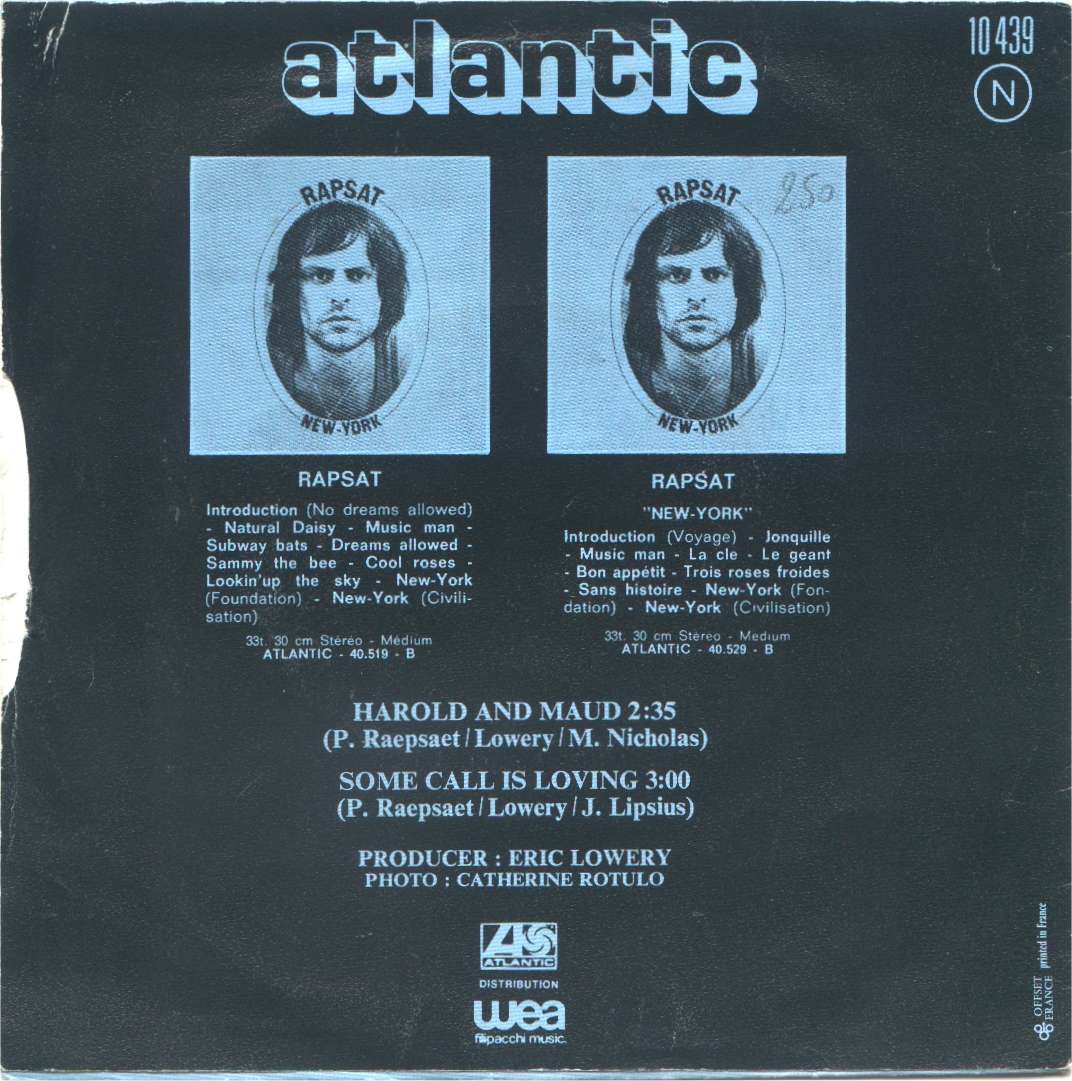 atlantic
10 439
N
RAPSAT
NEW-YORK
RAPSAT
Introduction (No dreams allowed)
- Natural Daisy - Music man -
Subway bats - Dreams allowed -
Sammy the bee - Cool roses -
Lookin'up the sky - New-York
(Foundation) - New-York (Civili-
sation)
33t. 30 cm Stéréo - Médium
ATLANTIC - 40.519 - B
RAPSAT
250
NEW-YORK
RAPSAT
"NEW-YORK"
Introduction (Voyage) - Jonquille
- Music man - La cle - Le geant
- Bon appétit - Trois roses froides
- Sans histoire - New-York (Fon-
dation) - New-York (Civilisation)
33t. 30 cm Stéréo - Medium
ATLANTIC - 40.529 - B
HAROLD AND MAUD 2:35
(P. Raepsaet / Lowery / M. Nicholas)
SOME CALL IS LOVING 3:00
(P. Raepsaet / Lowery / J. Lipsius)
PRODUCER : ERIC LOWERY
PHOTO : CATHERINE ROTULO
ATLANTIC
DISTRIBUTION
wea
filipacchi music.
OFFSET
FRANCE printed in France